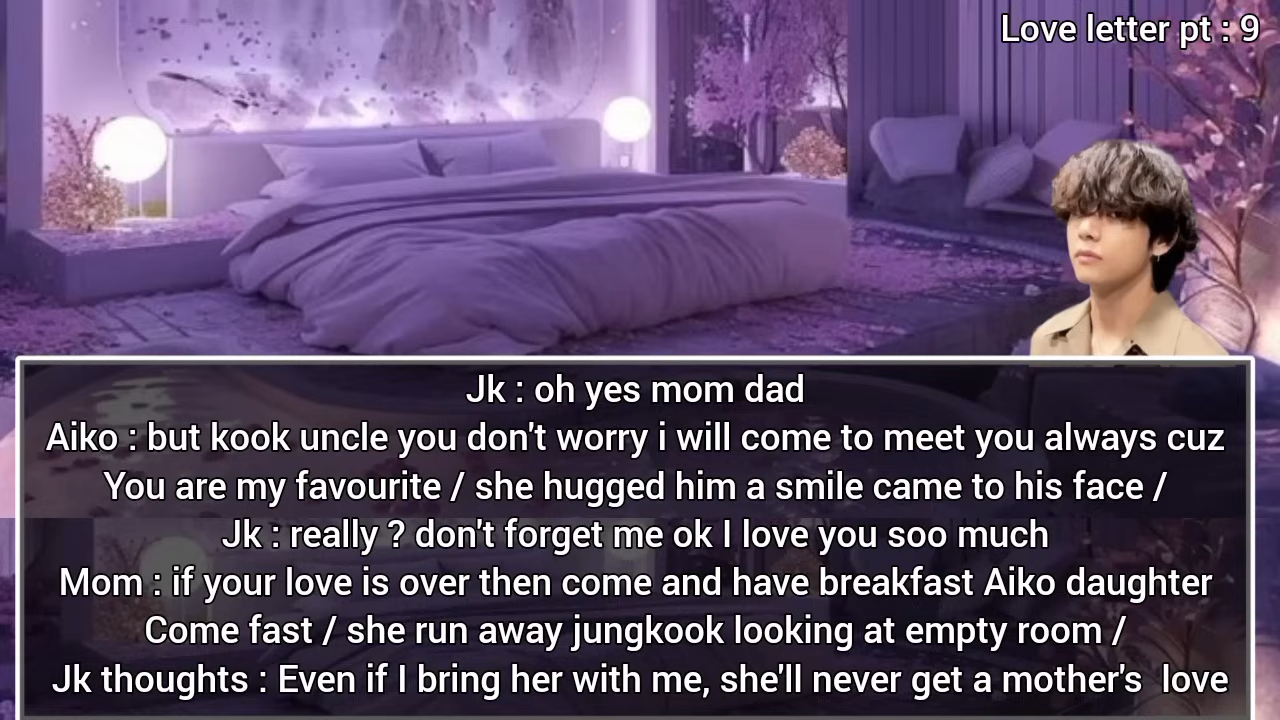 Love letter pt : 9
Jk : oh yes mom dad
Aiko : but kook uncle you don't worry i will come to meet you always cuz
You are my favourite / she hugged him a smile came to his face /
Jk : really ? don't forget me ok I love you soo much
Mom : if your love is over then come and have breakfast Aiko daughter
Come fast / she run away jungkook looking at empty room /
Jk thoughts : Even if I bring her with me, she'll never get a mother's  love